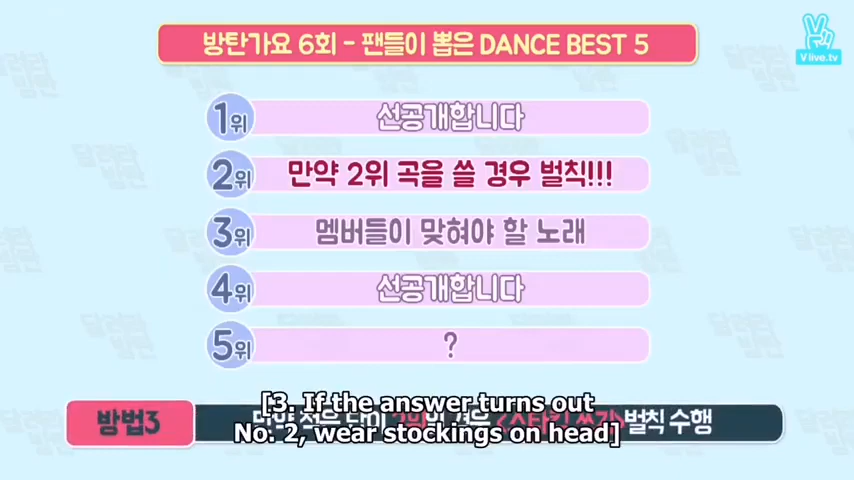 방탄가요 6회 - 팬들이 뽑은 DANCE BEST 5
V live.tv
1위 선공개합니다
2위 만약 2위 곡을 쓸 경우 벌칙!!!
3위 멤버들이 맞혀야 할 노래
4위 선공개합니다
5위 ?
방법3
벌칙 수행
[3. If the answer turns out
No. 2, wear stockings on head]